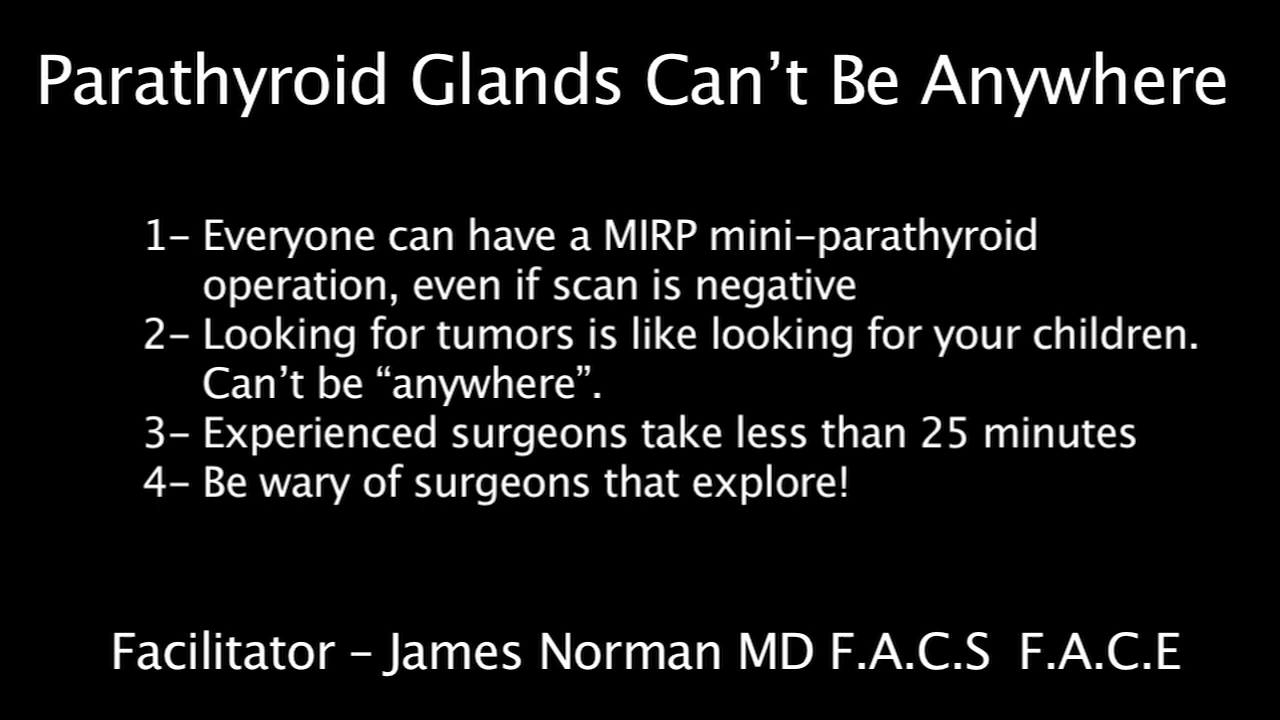 Parathyroid Glands Can’t Be Anywhere
1- Everyone can have a MIRP mini-parathyroid
operation, even if scan is negative
2- Looking for tumors is like looking for your children.
Can’t be “anywhere”.
3- Experienced surgeons take less than 25 minutes
4- Be wary of surgeons that explore!
Facilitator - James Norman MD F.A.C.S F.A.C.E